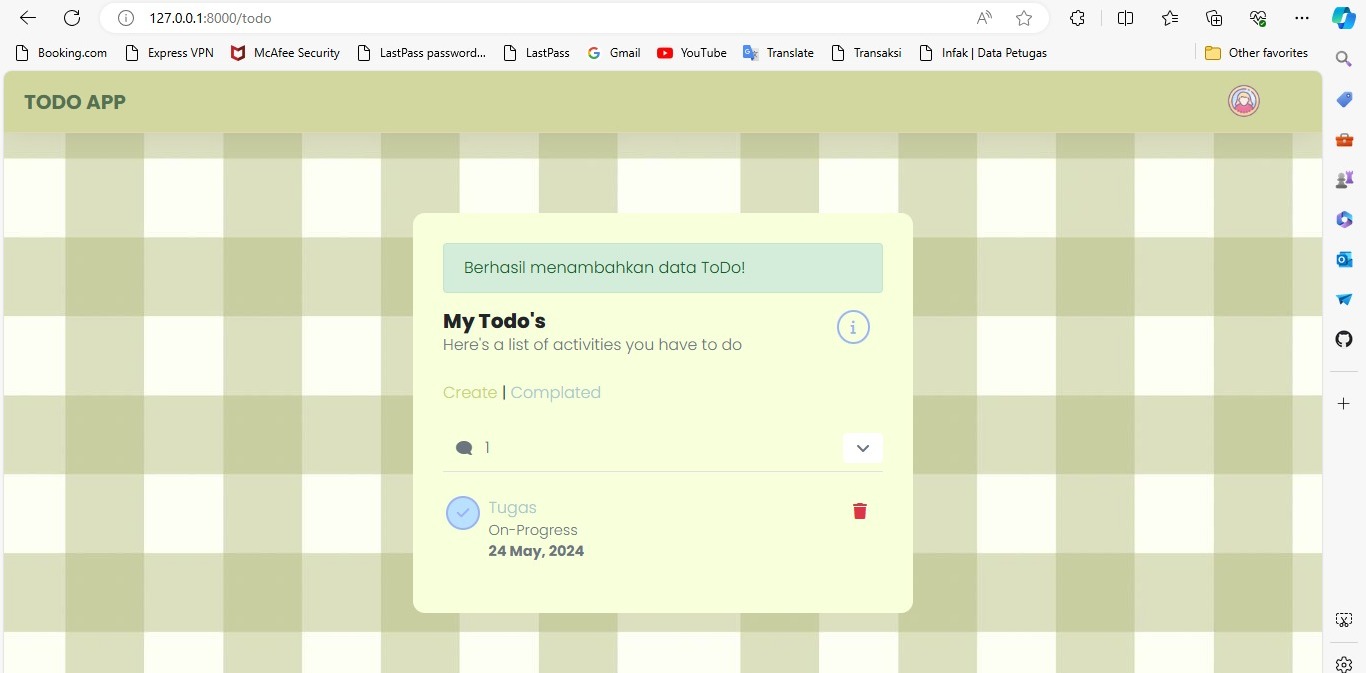 127.0.0.1:8000/todo
Booking.com Express VPN McAfee Security LastPass password... LastPass Gmail YouTube Translate Transaksi Infak | Data Petugas Other favorites
TODO APP
Berhasil menambahkan data ToDo!
My Todo's
Here's a list of activities you have to do
Create | Complated
1
Tugas
On-Progress
24 May, 2024